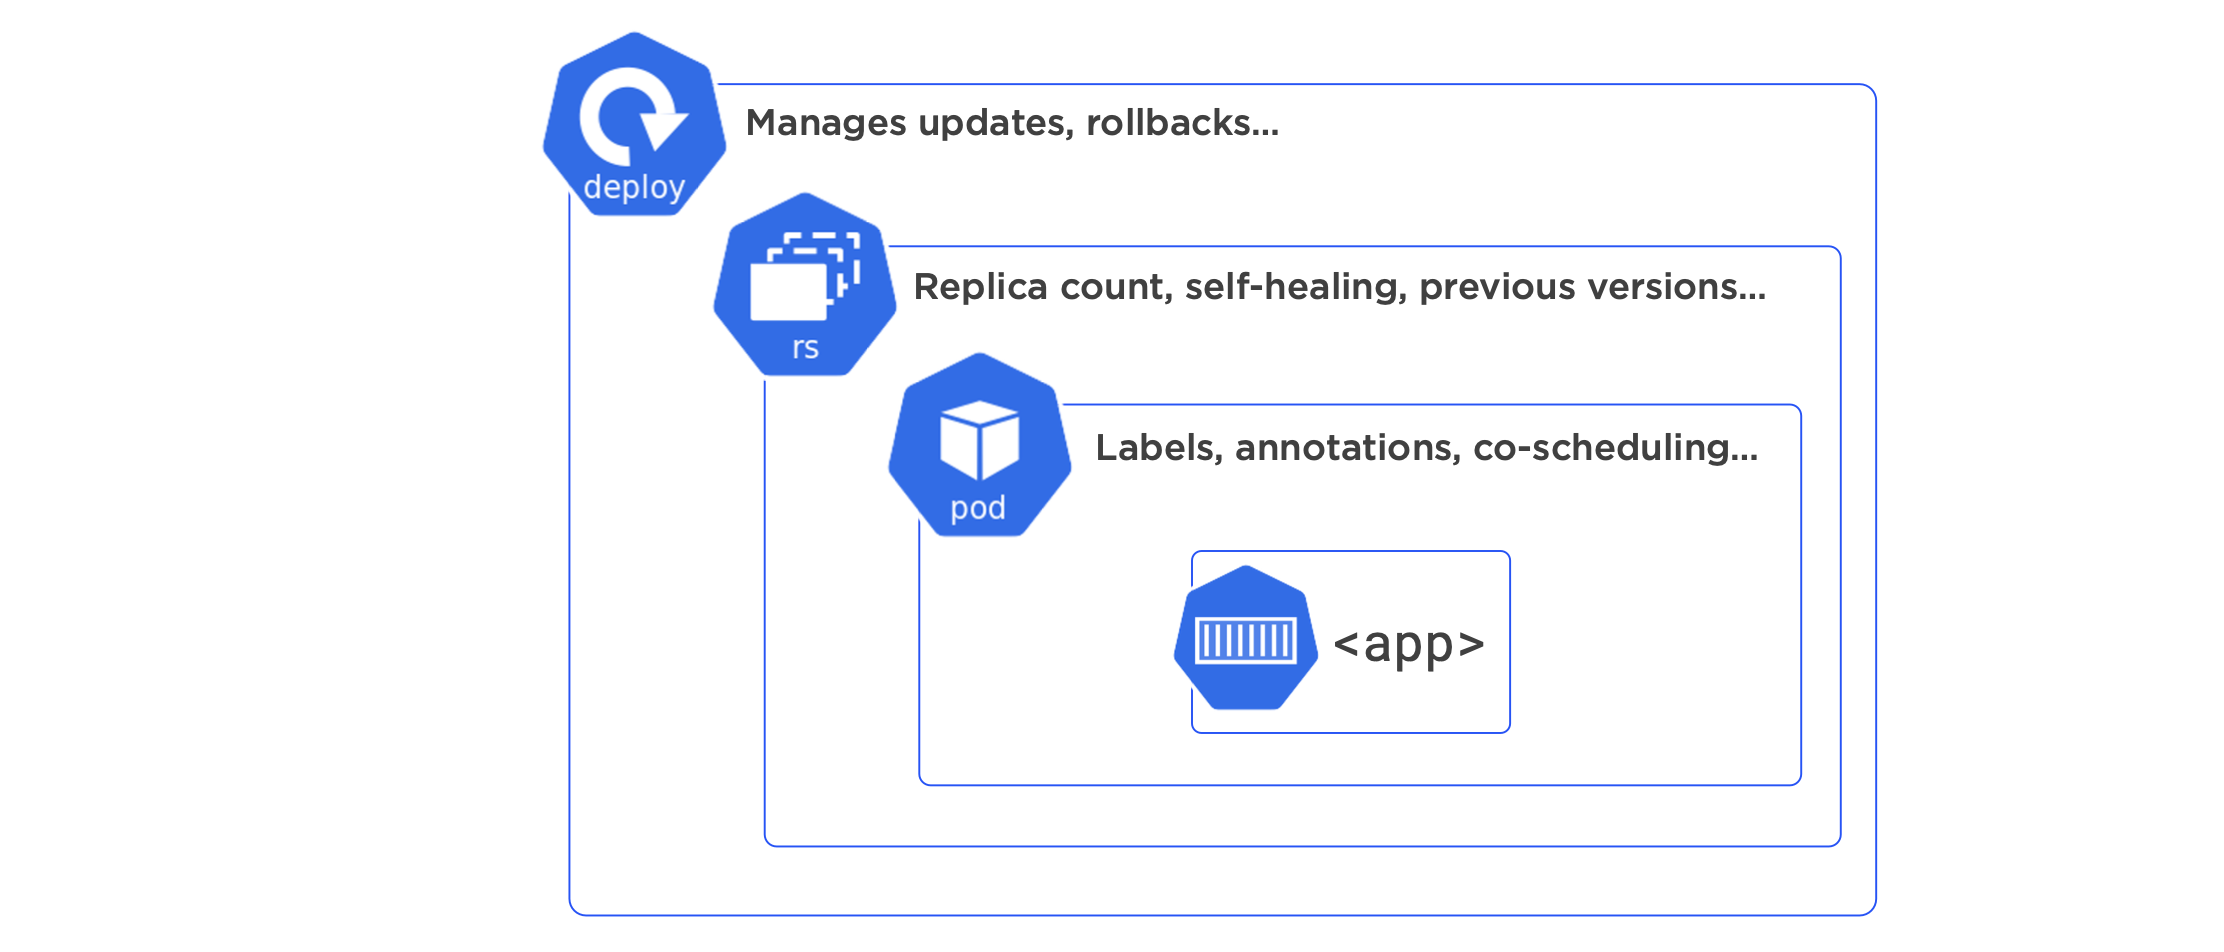 Manages updates, rollbacks...
deploy
Replica count, self-healing, previous versions...
rs
Labels, annotations, co-scheduling...
pod
<app>